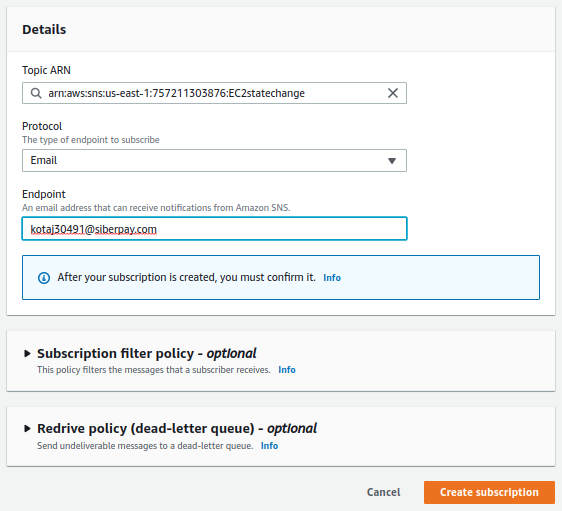 Details
Topic ARN
arn:aws:sns:us-east-1:757211303876:EC2statechange
Protocol
The type of endpoint to subscribe
Email
Endpoint
An email address that can receive notifications from Amazon SNS.
kotaj30491@siberpay.com
After your subscription is created, you must confirm it. Info
Subscription filter policy - optional
This policy filters the messages that a subscriber receives. Info
Redrive policy (dead-letter queue) - optional
Send undeliverable messages to a dead-letter queue. Info
Cancel Create subscription